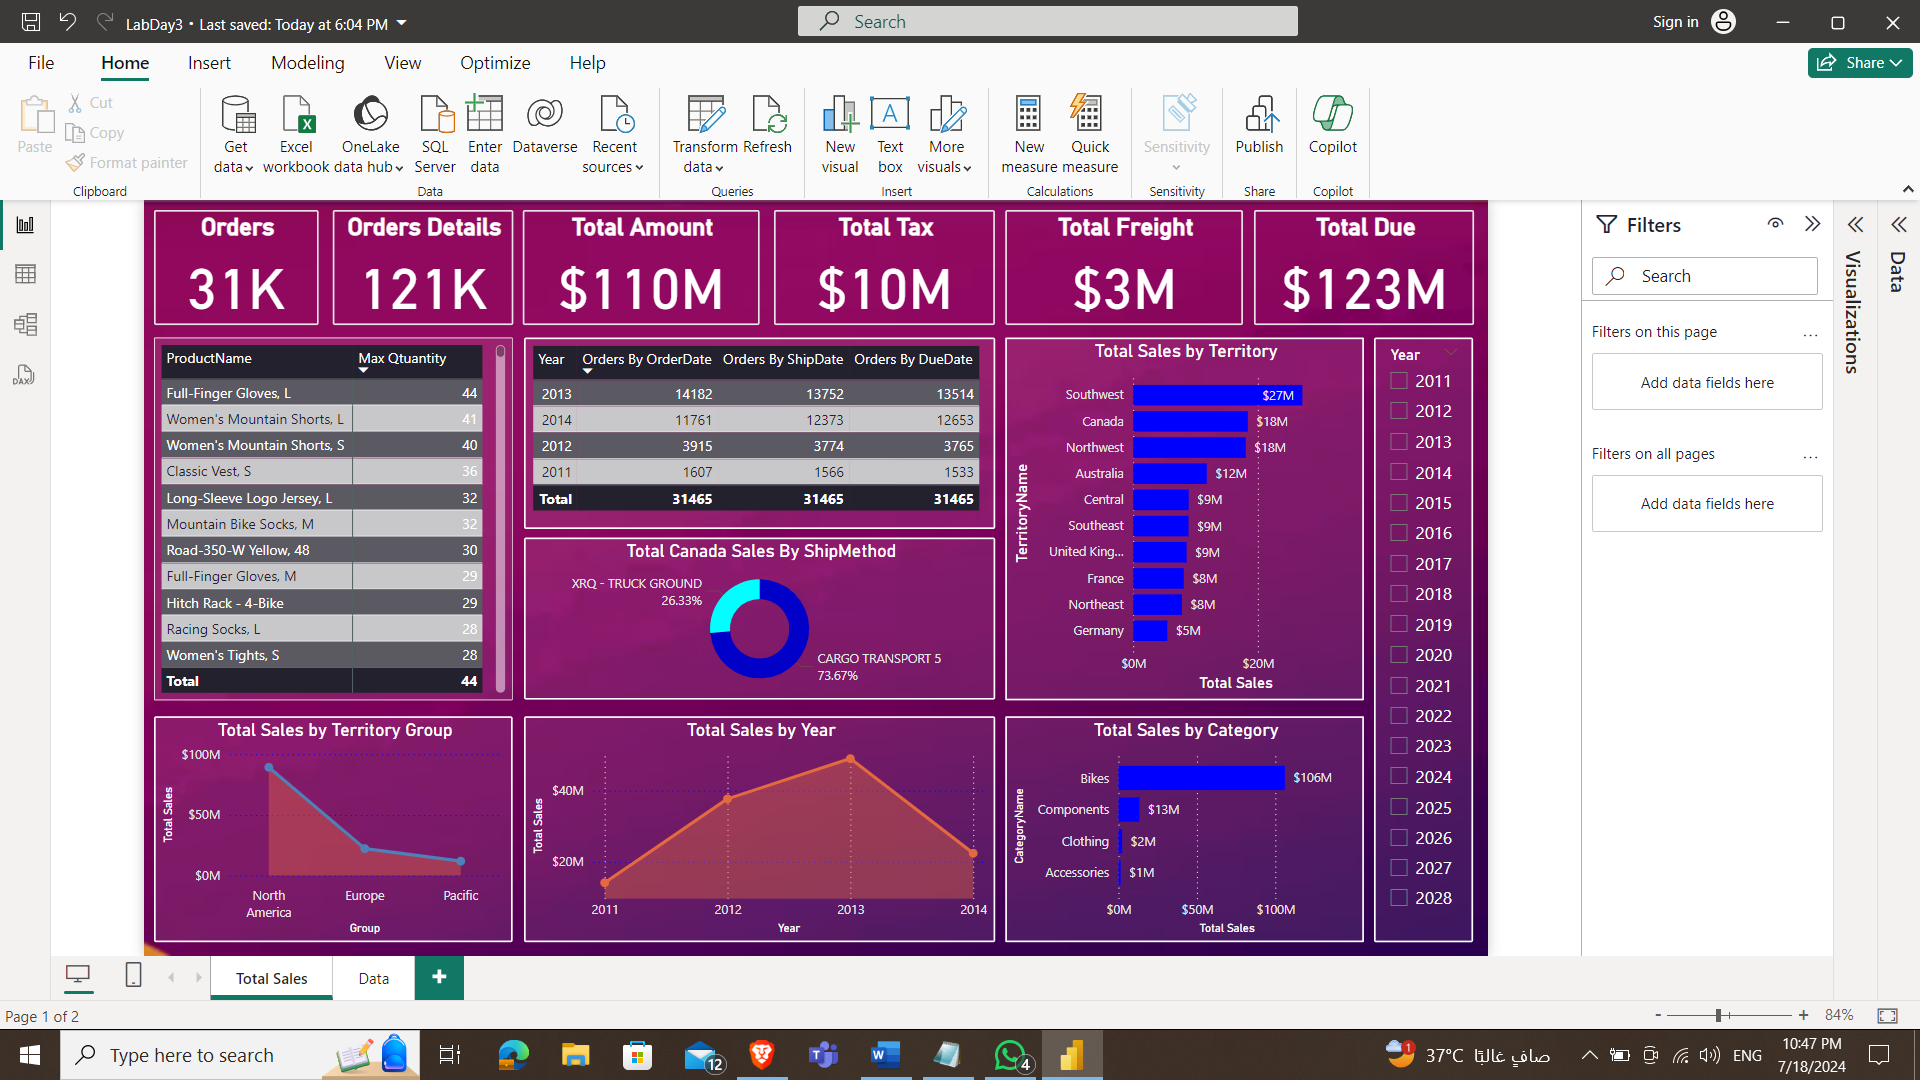 LabDay3 • Last saved: Today at 6:04 PM
Search
Sign in
File Home Insert Modeling View Optimize Help
Share
Paste
Cut
Copy
Format painter
Clipboard
Get data
Excel workbook
OneLake data hub
SQL Server
Enter data
Dataverse
Recent sources
Data
Transform data
Refresh
Queries
New visual
Text box
More visuals
Insert
New measure
Quick measure
Calculations
Sensitivity
Sensitivity
Publish
Share
Copilot
Copilot
DAX
Orders
31K
Orders Details
121K
Total Amount
$110M
Total Tax
$10M
Total Freight
$3M
Total Due
$123M
ProductName Max Qtuantity
Full-Finger Gloves, L 44
Women's Mountain Shorts, L 41
Women's Mountain Shorts, S 40
Classic Vest, S 36
Long-Sleeve Logo Jersey, L 32
Mountain Bike Socks, M 32
Road-350-W Yellow, 48 30
Full-Finger Gloves, M 29
Hitch Rack - 4-Bike 29
Racing Socks, L 28
Women's Tights, S 28
Total 44
Year Orders By OrderDate Orders By ShipDate Orders By DueDate
2013 14182 13752 13514
2014 11761 12373 12653
2012 3915 3774 3765
2011 1607 1566 1533
Total 31465 31465 31465
Total Canada Sales By ShipMethod
XRQ - TRUCK GROUND
26.33%
CARGO TRANSPORT 5
73.67%
Total Sales by Territory
TerritoryName
Southwest $27M
Canada $18M
Northwest $18M
Australia $12M
Central $9M
Southeast $9M
United King... $9M
France $8M
Northeast $8M
Germany $5M
$0M $20M
Total Sales
Year
2011
2012
2013
2014
2015
2016
2017
2018
2019
2020
2021
2022
2023
2024
2025
2026
2027
2028
Total Sales by Territory Group
Total Sales
$100M
$50M
$0M
North America
Europe
Pacific
Group
Total Sales by Year
Total Sales
$40M
$20M
2011 2012 2013 2014
Year
Total Sales by Category
CategoryName
Bikes $106M
Components $13M
Clothing $2M
Accessories $1M
$0M $50M $100M
Total Sales
Filters
Search
Filters on this page ...
Add data fields here
Filters on all pages ...
Add data fields here
Visualizations
Data
Total Sales
Data
+
Page 1 of 2
- + 84%
Type here to search
12
4
1
37°C صافٍ غالبًا
ENG
10:47 PM
7/18/2024